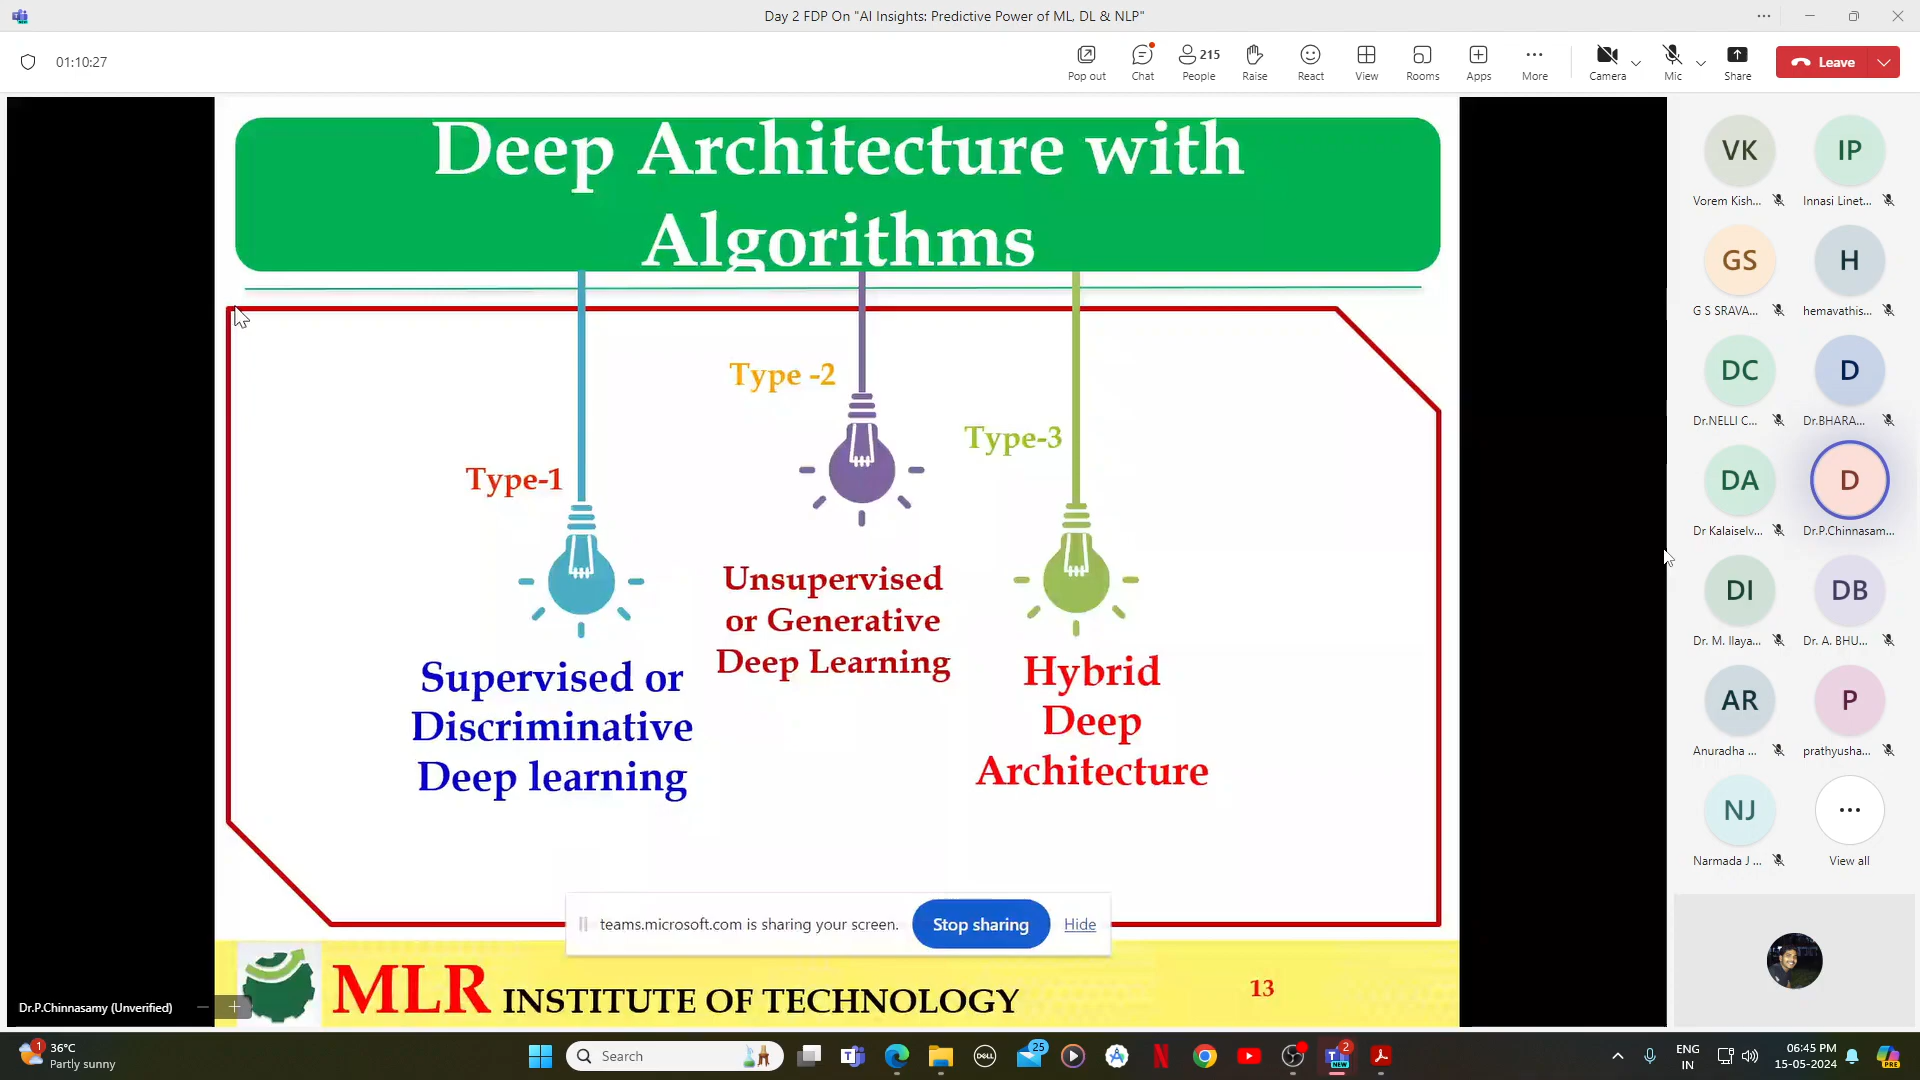 Day 2 FDP On "AI Insights: Predictive Power of ML, DL & NLP"
01:10:27
Pop out
Chat
215
People
Raise
React
View
Rooms
Apps
More
Camera
Mic
Share
Leave
Deep Architecture with
Algorithms
Type-1
Type -2
Type-3
Supervised or
Discriminative
Deep learning
Unsupervised
or Generative
Deep Learning
Hybrid
Deep
Architecture
teams.microsoft.com is sharing your screen.
Stop sharing
Hide
MLR INSTITUTE OF TECHNOLOGY
13
Dr.P.Chinnasamy (Unverified)
VK
Vorem Kish...
IP
Innasi Linet...
GS
G S SRAVA...
H
hemavathis...
DC
Dr.NELLI C...
D
Dr.BHARA...
DA
Dr Kalaiselv...
D
Dr.P.Chinnasam...
DI
Dr. M. Ilaya...
DB
Dr. A. BHU...
AR
Anuradha ...
P
prathyusha...
NJ
Narmada J ...
View all
1
36°C
Partly sunny
Search
DELL
25
2
NEW
ENG
IN
06:45 PM
15-05-2024
PRE